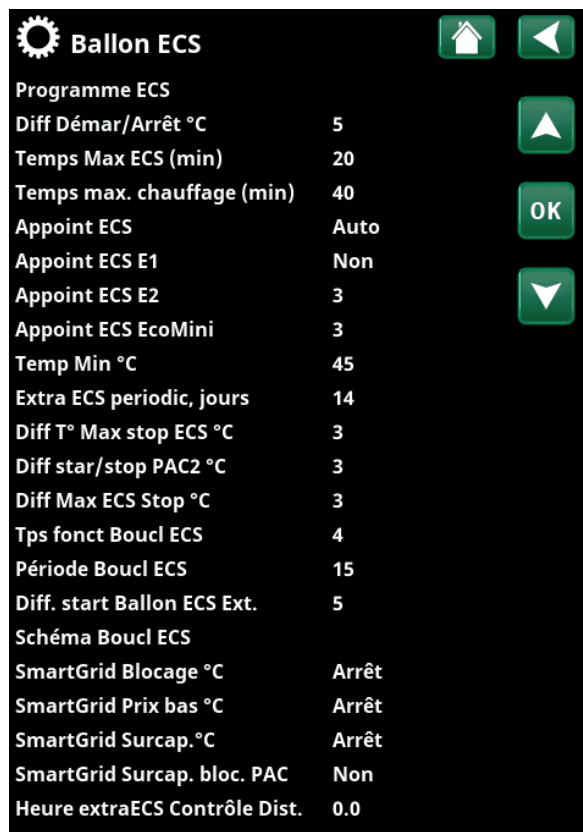 Ballon ECS
Programme ECS
Diff Démar/Arrêt °C 5
Temps Max ECS (min) 20
Temps max. chauffage (min) 40
OK
Appoint ECS Auto
Appoint ECS E1 Non
Appoint ECS E2 3
Appoint ECS EcoMini 3
Temp Min °C 45
Extra ECS periodic, jours 14
Diff T° Max stop ECS °C 3
Diff star/stop PAC2 °C 3
Diff Max ECS Stop °C 3
Tps fonct Boucl ECS 4
Période Boucl ECS 15
Diff. start Ballon ECS Ext. 5
Schéma Boucl ECS
SmartGrid Blocage °C Arrêt
SmartGrid Prix bas °C Arrêt
SmartGrid Surcap.°C Arrêt
SmartGrid Surcap. bloc. PAC Non
Heure extraECS Contrôle Dist. 0.0